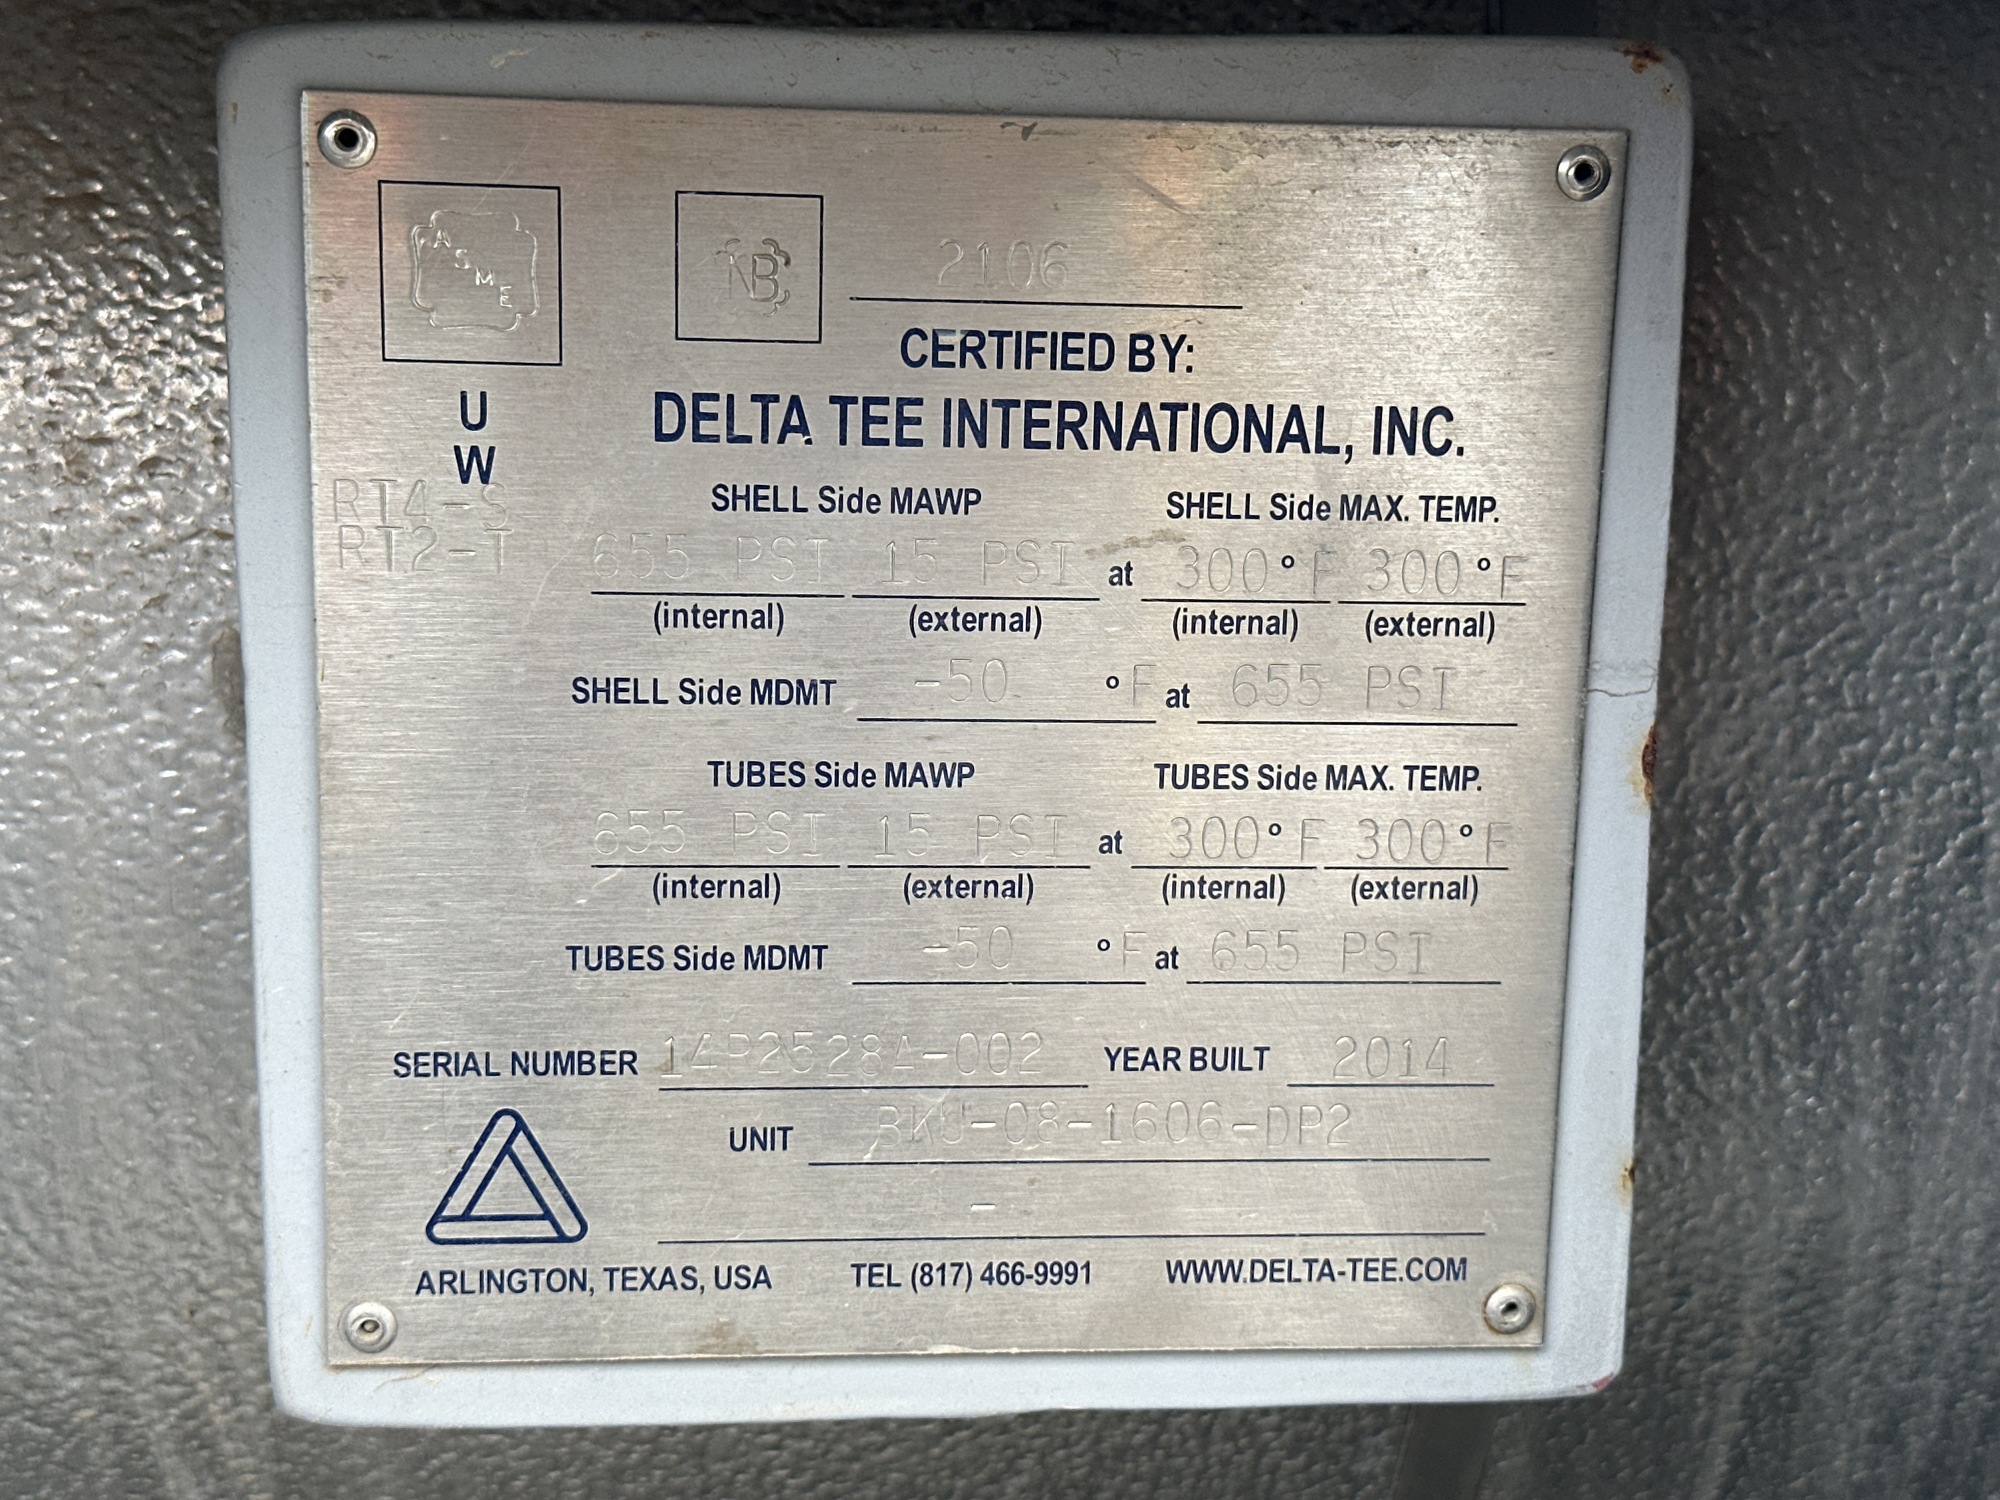 ASME
NB 2106
CERTIFIED BY:
U
DELTA TEE INTERNATIONAL, INC.
W
RT4-S
SHELL Side MAWP SHELL Side MAX. TEMP.
RT2-T
655 PSI 15 PSI at 300°F 300°F
(internal) (external) (internal) (external)
SHELL Side MDMT -50 °F at 655 PSI
TUBES Side MAWP TUBES Side MAX. TEMP.
655 PSI 15 PSI at 300°F 300°F
(internal) (external) (internal) (external)
TUBES Side MDMT -50 °F at 655 PSI
SERIAL NUMBER 14P2528A-002 YEAR BUILT 2014
UNIT BKU-08-1606-DP2
-
ARLINGTON, TEXAS, USA TEL (817) 466-9991 WWW.DELTA-TEE.COM